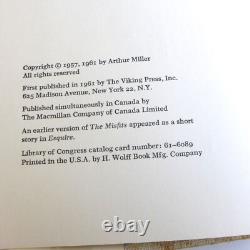 Copyright © 1957, 1961 by Arthur Miller
All rights reserved
First published in 1961 by The Viking Press, Inc.
625 Madison Avenue, New York 22, N.Y.
Published simultaneously in Canada by
The Macmillan Company of Canada Limited
An earlier version of The Misfits appeared as a short
story in Esquire.
Library of Congress catalog card number: 61-6089
Printed in the U.S.A. by H. Wolff Book Mfg. Company
© ebay.com